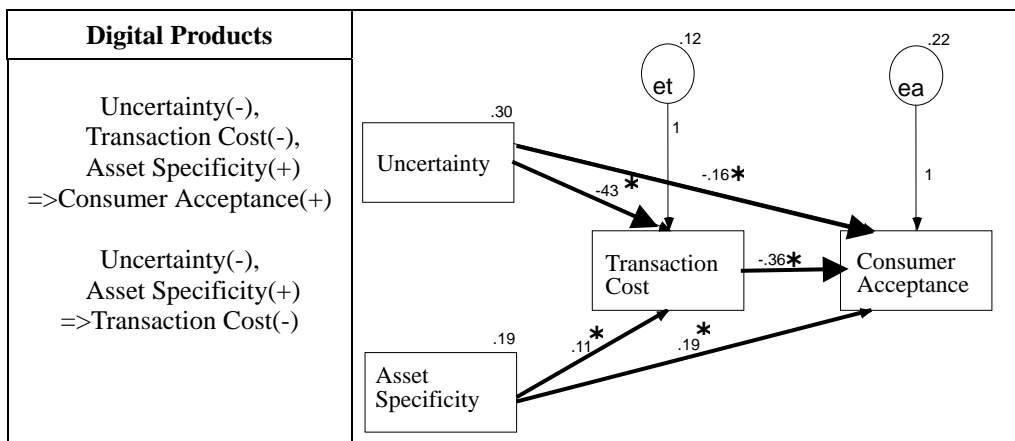 Digital Products
Uncertainty(-),
Transaction Cost(-),
Asset Specificity(+)
=>Consumer Acceptance(+)
Uncertainty(-),
Asset Specificity(+)
=>Transaction Cost(-)
.12
.22
et
ea
.30
1
1
Uncertainty
-.16*
-43*
Transaction
Cost
-.36*
Consumer
Acceptance
.19
.11*
.19*
Asset
Specificity